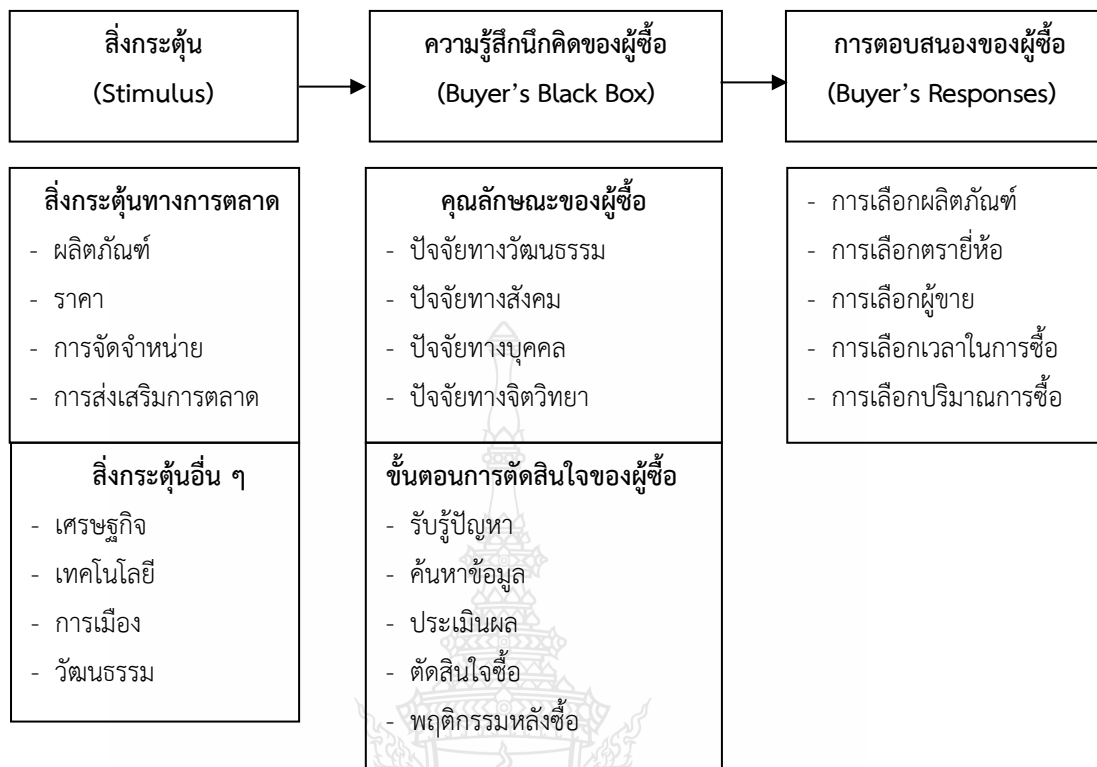 สิ่งกระตุ้น
(Stimulus)
ความรู้สึกนึกคิดของผู้ซื้อ
(Buyer's Black Box)
การตอบสนองของผู้ซื้อ
(Buyer's Responses)
สิ่งกระตุ้นทางการตลาด
- ผลิตภัณฑ์
- ราคา
- การจัดจำหน่าย
- การส่งเสริมการตลาด
สิ่งกระตุ้นอื่น ๆ
- เศรษฐกิจ
- เทคโนโลยี
- การเมือง
- วัฒนธรรม
คุณลักษณะของผู้ซื้อ
- ปัจจัยทางวัฒนธรรม
- ปัจจัยทางสังคม
- ปัจจัยทางบุคคล
- ปัจจัยทางจิตวิทยา
ขั้นตอนการตัดสินใจของผู้ซื้อ
- รับรู้ปัญหา
- ค้นหาข้อมูล
- ประเมินผล
- ตัดสินใจซื้อ
- พฤติกรรมหลังซื้อ
- การเลือกผลิตภัณฑ์
- การเลือกตรายี่ห้อ
- การเลือกผู้ขาย
- การเลือกเวลาในการซื้อ
- การเลือกปริมาณการซื้อ